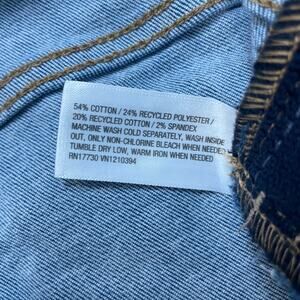 54% COTTON / 24% RECYCLED POLYESTER /
20% RECYCLED COTTON / 2% SPANDEX
MACHINE WASH COLD SEPARATELY, WASH INSIDE
OUT, ONLY NON-CHLORINE BLEACH WHEN NEEDED
TUMBLE DRY LOW, WARM IRON WHEN NEEDED
RN17730 VN1210394